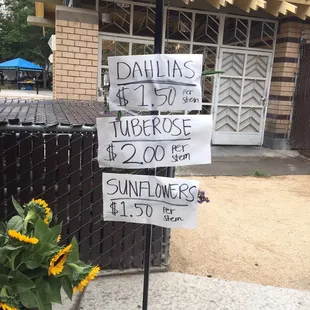 DAHLIAS
$1.50 per stem
TUBEROSE
$2.00 per stem
SUNFLOWERS
$1.50 per stem